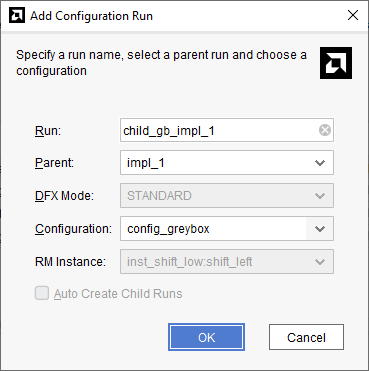 Add Configuration Run
Specify a run name, select a parent run and choose a
configuration
Run: child_gb_impl_1
Parent: impl_1
DFX Mode: STANDARD
Configuration: config_greybox
RM Instance: inst_shift_low:shift_left
Auto Create Child Runs
OK Cancel